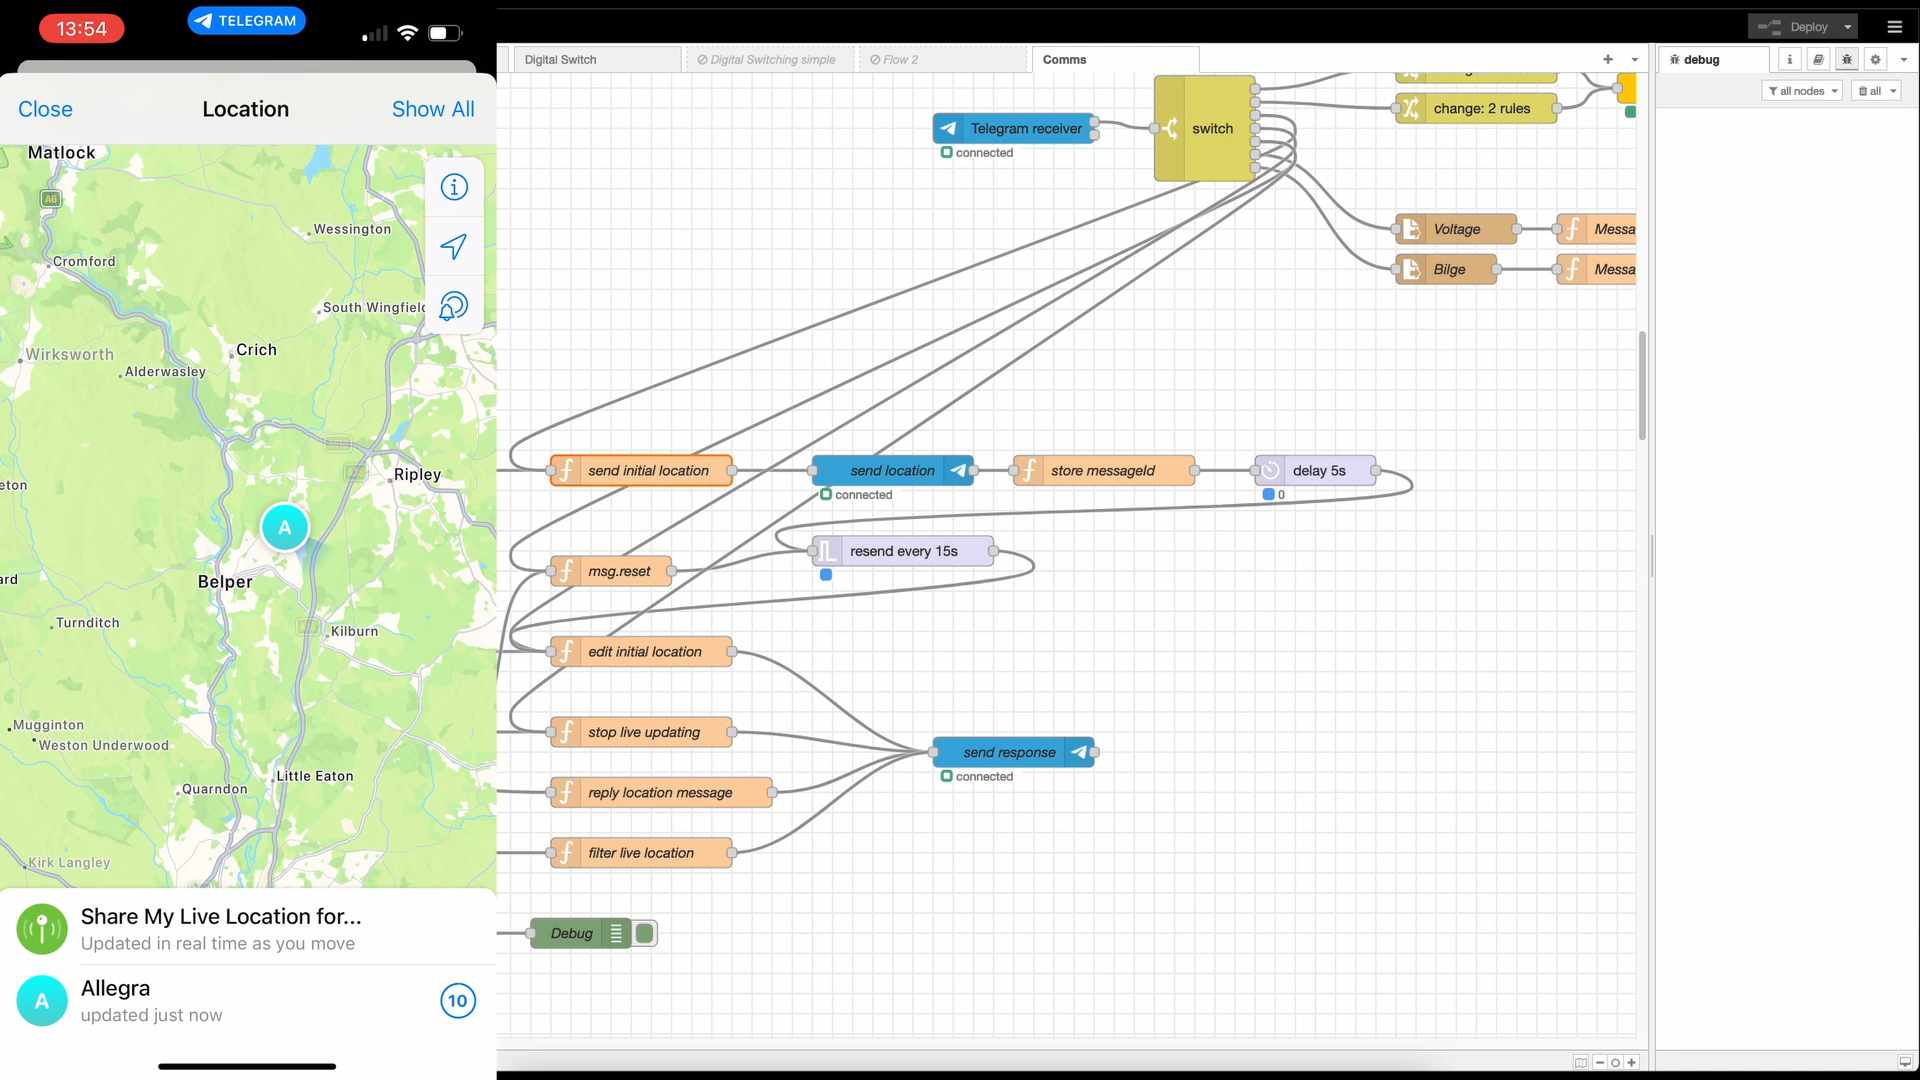 13:54
TELEGRAM
Close
Location
Show All
Matlock
A6
Wessington
Cromford
South Wingfield
Crich
Wirksworth
Alderwasley
Ripley
A
Belper
Turnditch
Kilburn
Mugginton
Weston Underwood
Little Eaton
Quarndon
Kirk Langley
Share My Live Location for...
Updated in real time as you move
A
Allegra
updated just now
10
Deploy
Digital Switch
Digital Switching simple
Flow 2
Comms
debug
all nodes
all
Telegram receiver
connected
switch
change: 2 rules
Voltage
Messa
Bilge
Messa
send initial location
send location
connected
store messageId
delay 5s
0
msg.reset
resend every 15s
edit initial location
stop live updating
send response
connected
reply location message
filter live location
Debug